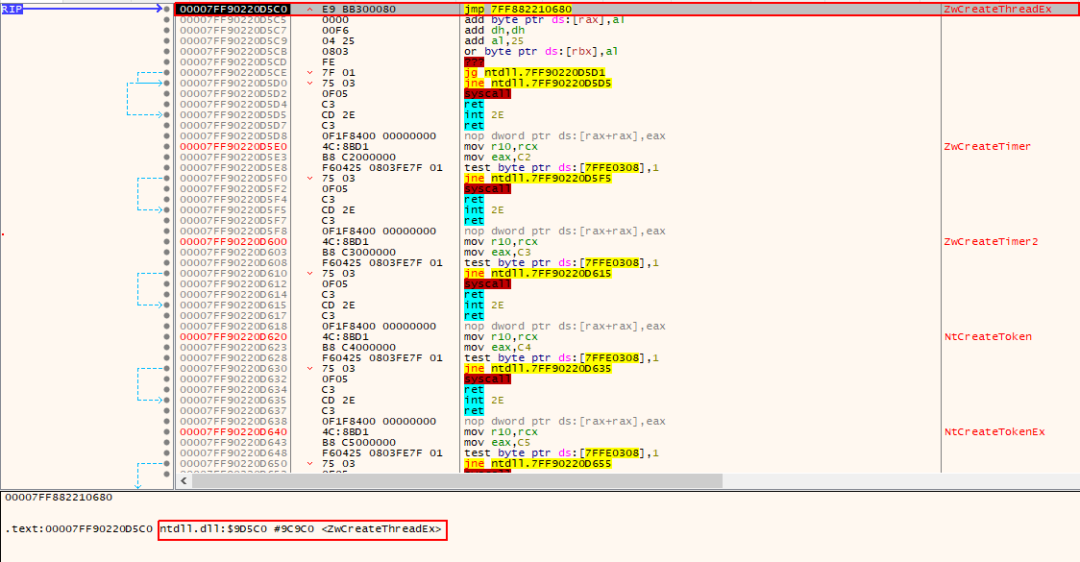 RIP 00007FF90220D5C0 E9 BB300080 jmp 7FF882210680 ZwCreateThreadEx
00007FF90220D5C5 0000 add byte ptr ds:[rax],al
00007FF90220D5C7 00F6 add dh,dh
00007FF90220D5C9 04 25 add al,25
00007FF90220D5CB 0803 or byte ptr ds:[rbx],al
00007FF90220D5CD FE ???
00007FF90220D5CE 7F 01 jg ntdll.7FF90220D5D1
00007FF90220D5D0 75 03 jne ntdll.7FF90220D5D5
00007FF90220D5D2 0F05 syscall
00007FF90220D5D4 C3 ret
00007FF90220D5D5 CD 2E int 2E
00007FF90220D5D7 C3 ret
00007FF90220D5D8 0F1F8400 00000000 nop dword ptr ds:[rax+rax],eax
00007FF90220D5E0 4C:8BD1 mov r10,rcx ZwCreateTimer
00007FF90220D5E3 B8 C2000000 mov eax,C2
00007FF90220D5E8 F60425 0803FE7F 01 test byte ptr ds:[7FFE0308],1
00007FF90220D5F0 75 03 jne ntdll.7FF90220D5F5
00007FF90220D5F2 0F05 syscall
00007FF90220D5F4 C3 ret
00007FF90220D5F5 CD 2E int 2E
00007FF90220D5F7 C3 ret
00007FF90220D5F8 0F1F8400 00000000 nop dword ptr ds:[rax+rax],eax
00007FF90220D600 4C:8BD1 mov r10,rcx ZwCreateTimer2
00007FF90220D603 B8 C3000000 mov eax,C3
00007FF90220D608 F60425 0803FE7F 01 test byte ptr ds:[7FFE0308],1
00007FF90220D610 75 03 jne ntdll.7FF90220D615
00007FF90220D612 0F05 syscall
00007FF90220D614 C3 ret
00007FF90220D615 CD 2E int 2E
00007FF90220D617 C3 ret
00007FF90220D618 0F1F8400 00000000 nop dword ptr ds:[rax+rax],eax
00007FF90220D620 4C:8BD1 mov r10,rcx NtCreateToken
00007FF90220D623 B8 C4000000 mov eax,C4
00007FF90220D628 F60425 0803FE7F 01 test byte ptr ds:[7FFE0308],1
00007FF90220D630 75 03 jne ntdll.7FF90220D635
00007FF90220D632 0F05 syscall
00007FF90220D634 C3 ret
00007FF90220D635 CD 2E int 2E
00007FF90220D637 C3 ret
00007FF90220D638 0F1F8400 00000000 nop dword ptr ds:[rax+rax],eax
00007FF90220D640 4C:8BD1 mov r10,rcx NtCreateTokenEx
00007FF90220D643 B8 C5000000 mov eax,C5
00007FF90220D648 F60425 0803FE7F 01 test byte ptr ds:[7FFE0308],1
00007FF90220D650 75 03 jne ntdll.7FF90220D655
00007FF882210680
.text:00007FF90220D5C0 ntdll.dll:$9D5C0 #9C9C0 <ZwCreateThreadEx>